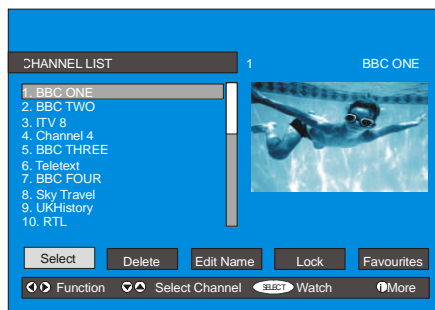 CHANNEL LIST 1 BBC ONE
1. BBC ONE
2. BBC TWO
3. ITV 8
4. Channel 4
5. BBC THREE
6. Teletext
7. BBC FOUR
8. Sky Travel
9. UKHistory
10. RTL
Select Delete Edit Name Lock Favourites
Function Select Channel SELECT Watch i More